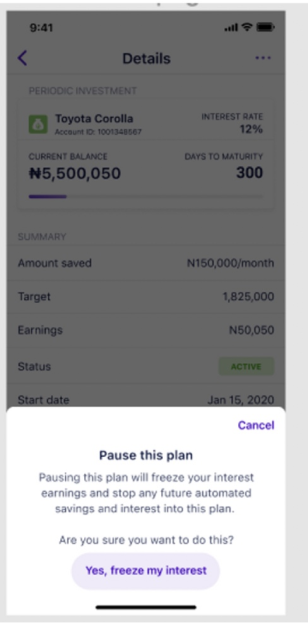 9:41
Details
PERIODIC INVESTMENT
Toyota Corolla
Account ID: 1001348567
INTEREST RATE
12%
CURRENT BALANCE
₦5,500,050
DAYS TO MATURITY
300
SUMMARY
Amount saved N150,000/month
Target 1,825,000
Earnings N50,050
Status ACTIVE
Start date Jan 15, 2020
Cancel
Pause this plan
Pausing this plan will freeze your interest
earnings and stop any future automated
savings and interest into this plan.
Are you sure you want to do this?
Yes, freeze my interest